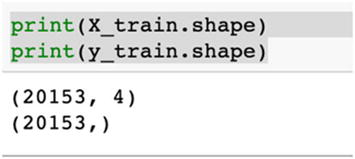 print(X_train.shape)
print(y_train.shape)
(20153, 4)
(20153,)